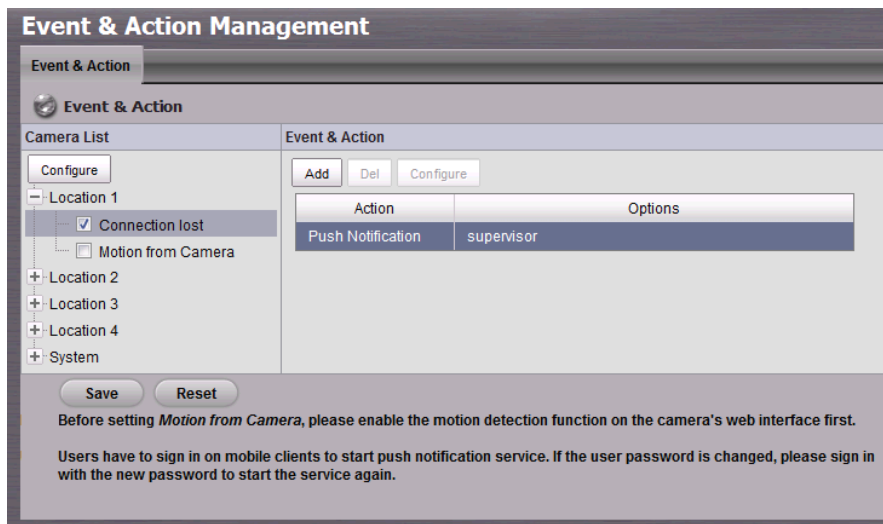 Event & Action Management
Event & Action
Event & Action
Camera List
Configure
Location 1
Connection lost
Motion from Camera
Location 2
Location 3
Location 4
System
Event & Action
Add Del Configure
Action Options
Push Notification supervisor
Save Reset
Before setting Motion from Camera, please enable the motion detection function on the camera's web interface first.
Users have to sign in on mobile clients to start push notification service. If the user password is changed, please sign in
with the new password to start the service again.